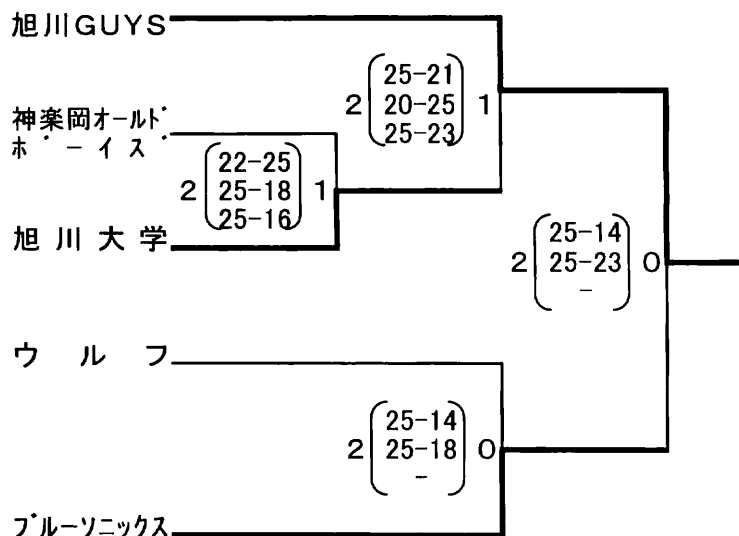 旭川GUYS
2 25-21 1
20-25
25-23
神楽岡オールド
ボーイズ
2 22-25 1
25-18
25-16
旭川大学
2 25-14 0
25-23
-
ウルフ
2 25-14 0
25-18
-
ブルーソニックス